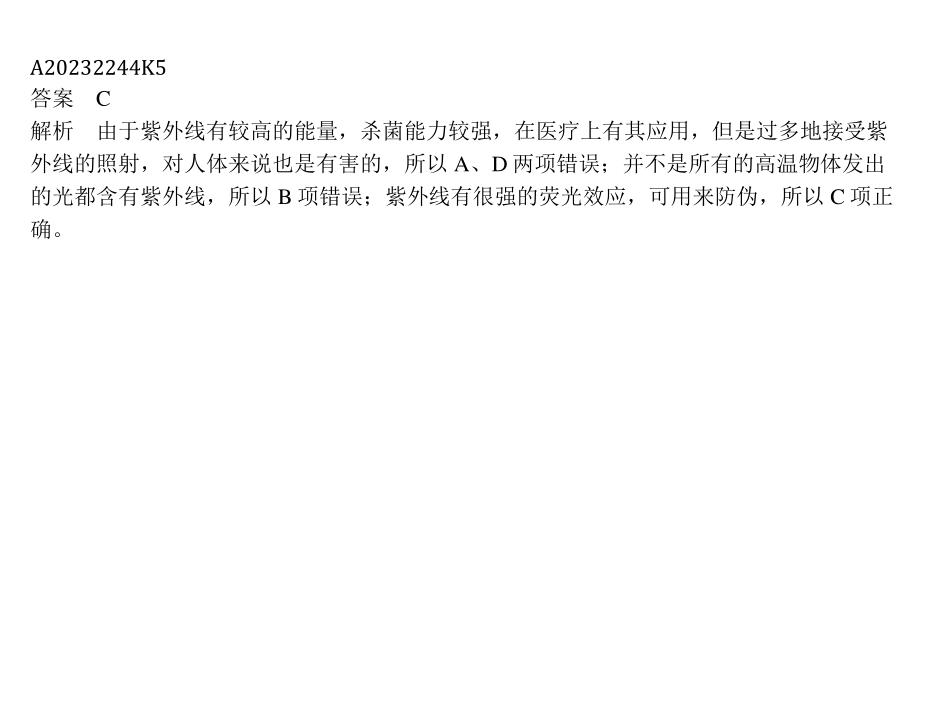 A20232244K5
答案　C
解析　由于紫外线有较高的能量，杀菌能力较强，在医疗上有其应用，但是过多地接受紫
外线的照射，对人体来说也是有害的，所以 A、D 两项错误；并不是所有的高温物体发出
的光都含有紫外线，所以 B 项错误；紫外线有很强的荧光效应，可用来防伪，所以 C 项正
确。